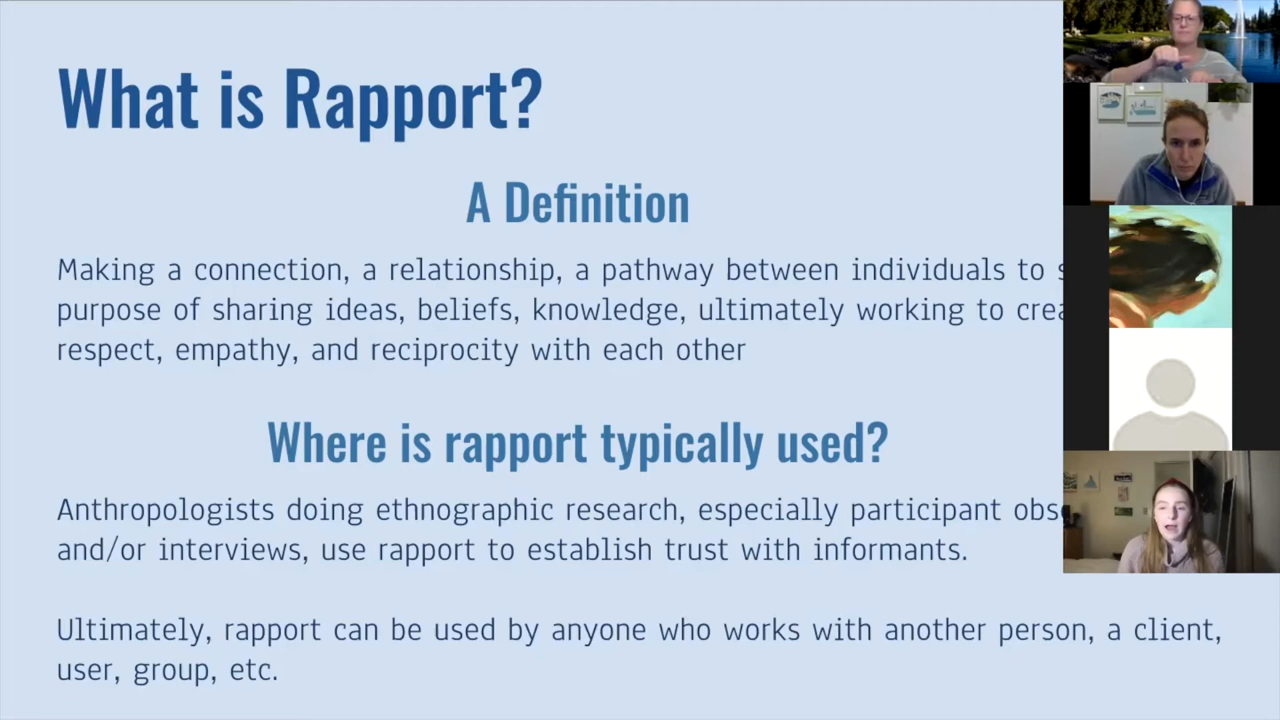 What is Rapport?
A Definition
Making a connection, a relationship, a pathway between individuals to
purpose of sharing ideas, beliefs, knowledge, ultimately working to
respect, empathy, and reciprocity with each other
Where is rapport typically used?
Anthropologists doing ethnographic research, especially participant
and/or interviews, use rapport to establish trust with informants.
Ultimately, rapport can be used by anyone who works with another person, a client,
user, group, etc.